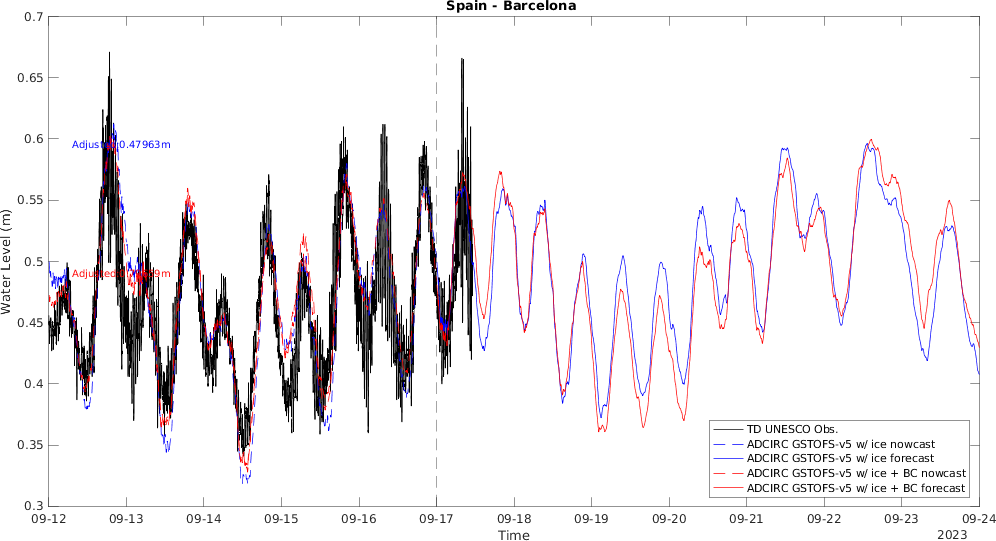 Spain - Barcelona
0.7
0.65
0.6
0.55
0.5
0.45
0.4
0.35
0.3
Water Level (m)
Adjusted 0.47963m
Adjusted
TD UNESCO Obs.
ADCIRC GSTOFS-v5 w/ ice nowcast
ADCIRC GSTOFS-v5 w/ ice forecast
ADCIRC GSTOFS-v5 w/ ice + BC nowcast
ADCIRC GSTOFS-v5 w/ ice + BC forecast
09-12 09-13 09-14 09-15 09-16 09-17 09-18 09-19 09-20 09-21 09-22 09-23 09-24
Time
2023